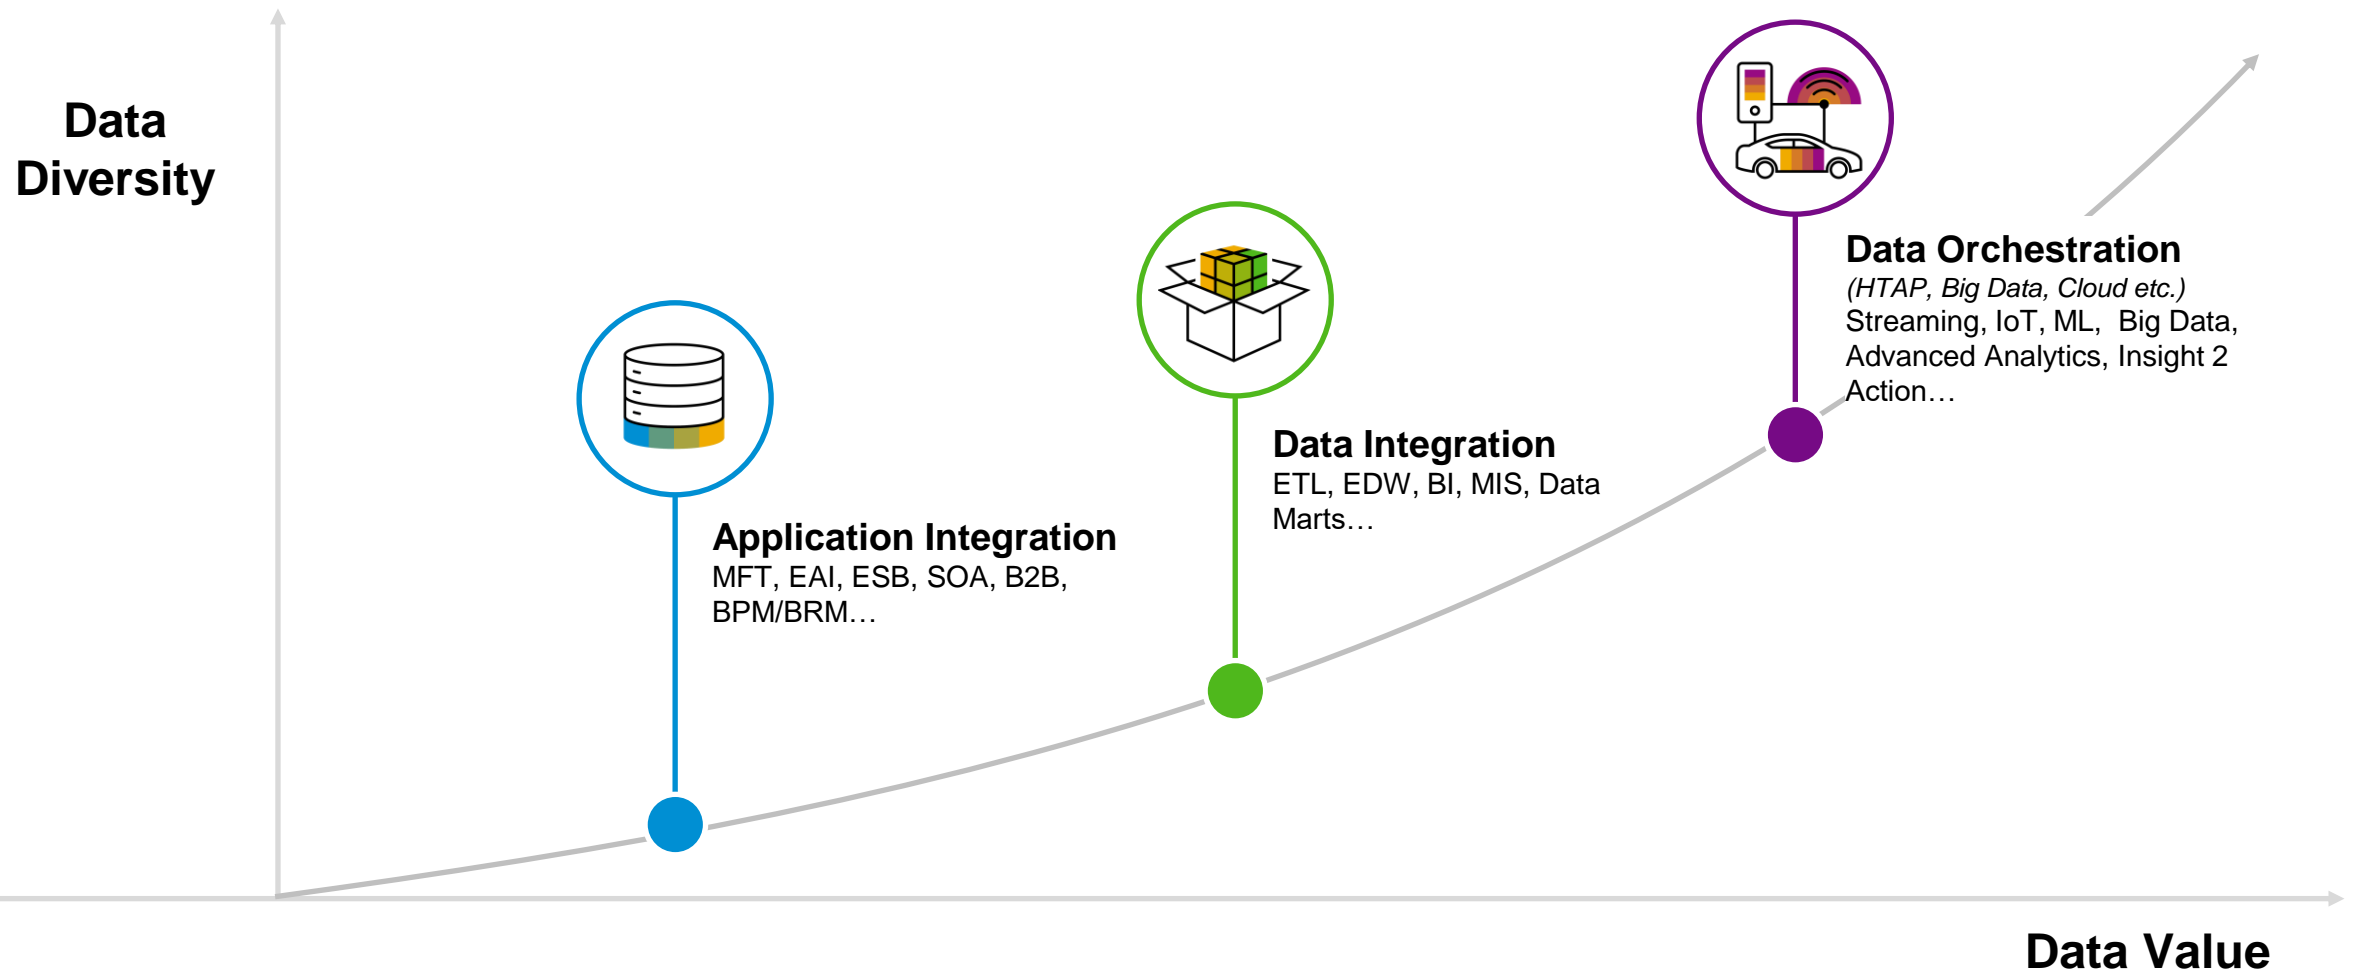 Data
Diversity
Data Orchestration
(HTAP, Big Data, Cloud etc.)
Streaming, IoT, ML,  Big Data,
Advanced Analytics, Insight 2
Action…
Data Integration
ETL, EDW, BI, MIS, Data
Marts…
Application Integration
MFT, EAI, ESB, SOA, B2B,
BPM/BRM…
Data Value